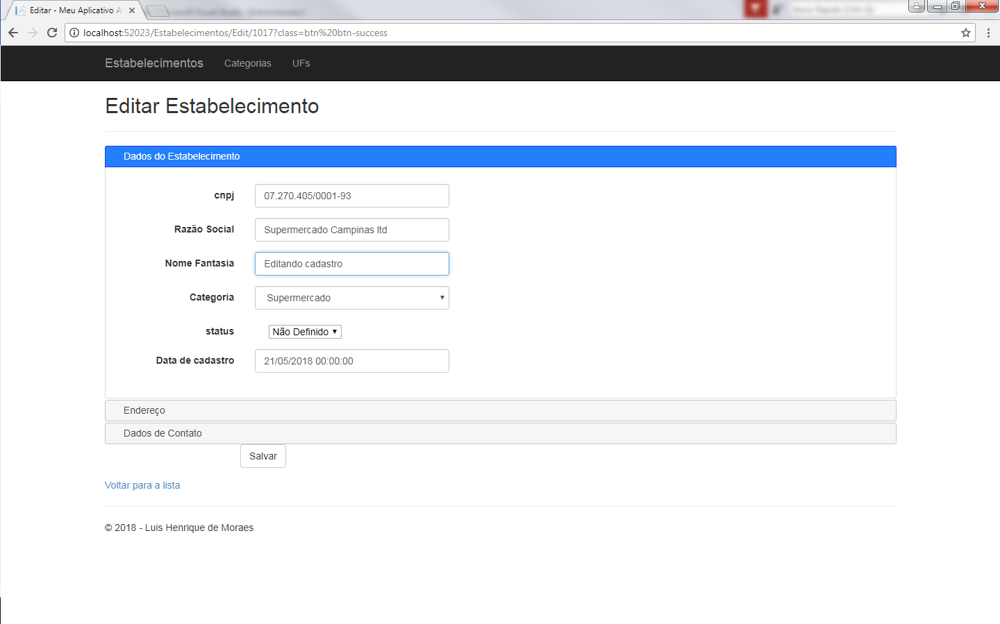 Editar - Meu Aplicativo A
localhost:52023/Estabelecimentos/Edit/1017?class=btn%20btn-success
Estabelecimentos Categorias UFs
Editar Estabelecimento
Dados do Estabelecimento
cnpj 07.270.405/0001-93
Razão Social Supermercado Campinas ltd
Nome Fantasia Editando cadastro
Categoria Supermercado
status Não Definido
Data de cadastro 21/05/2018 00:00:00
Endereço
Dados de Contato
Salvar
Voltar para a lista
© 2018 - Luis Henrique de Moraes